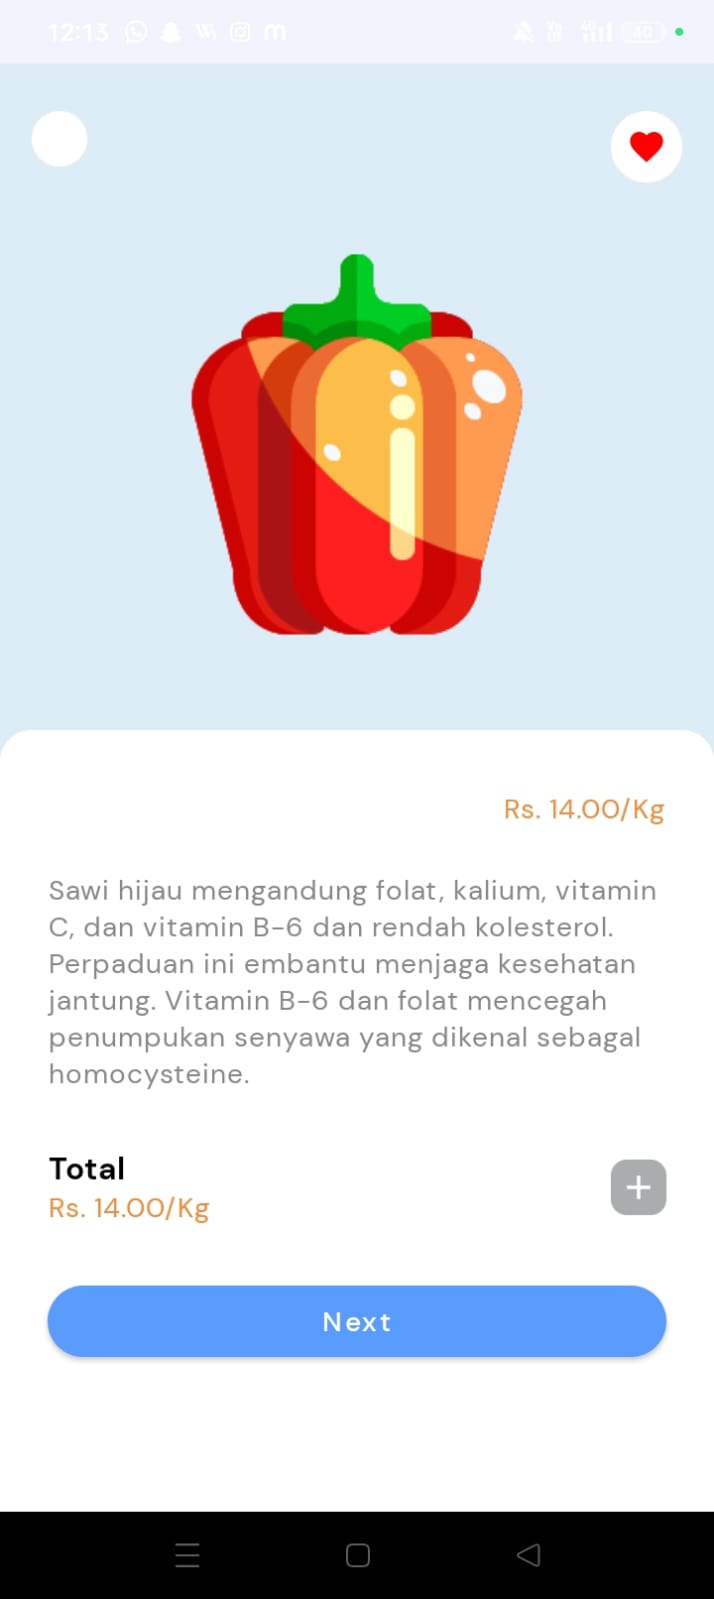 12:13
40
Rs. 14.00/Kg
Sawi hijau mengandung folat, kalium, vitamin
C, dan vitamin B-6 dan rendah kolesterol.
Perpaduan ini embantu menjaga kesehatan
jantung. Vitamin B-6 dan folat mencegah
penumpukan senyawa yang dikenal sebagai
homocysteine.
Total
Rs. 14.00/Kg
Next